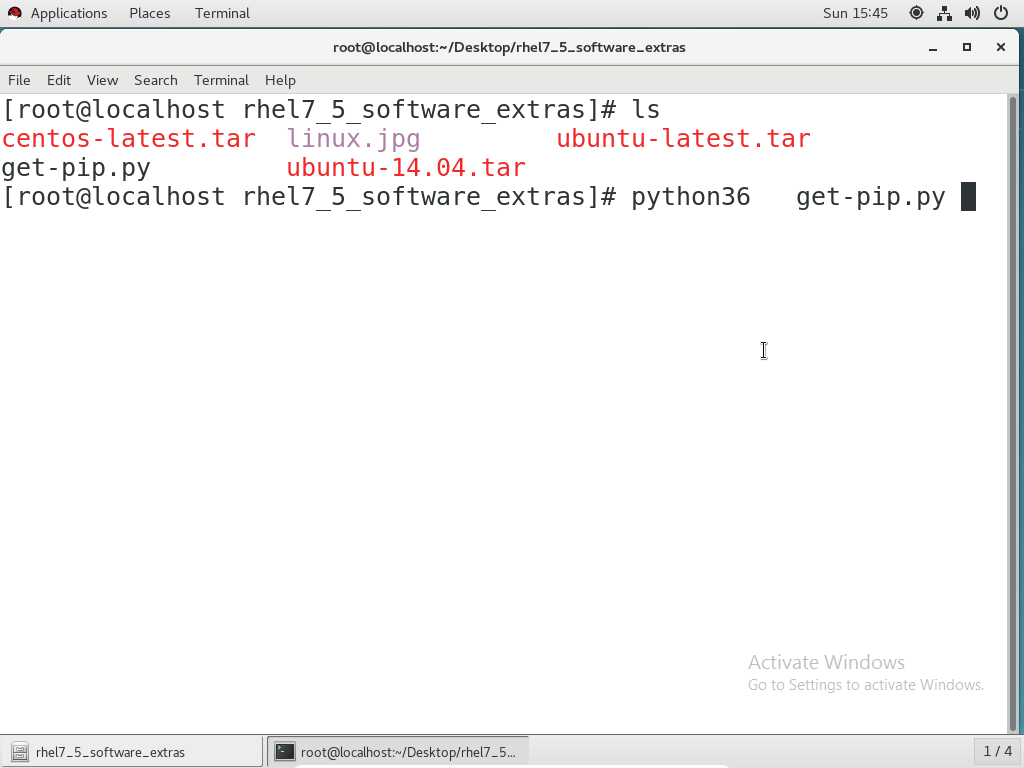 Applications Places Terminal Sun 15:45
root@localhost:~/Desktop/rhel7_5_software_extras
File Edit View Search Terminal Help
[root@localhost rhel7_5_software_extras]# ls
centos-latest.tar linux.jpg ubuntu-latest.tar
get-pip.py ubuntu-14.04.tar
[root@localhost rhel7_5_software_extras]# python36 get-pip.py
Activate Windows
Go to Settings to activate Windows.
rhel7_5_software_extras root@localhost:~/Desktop/rhel7_5... 1 / 4